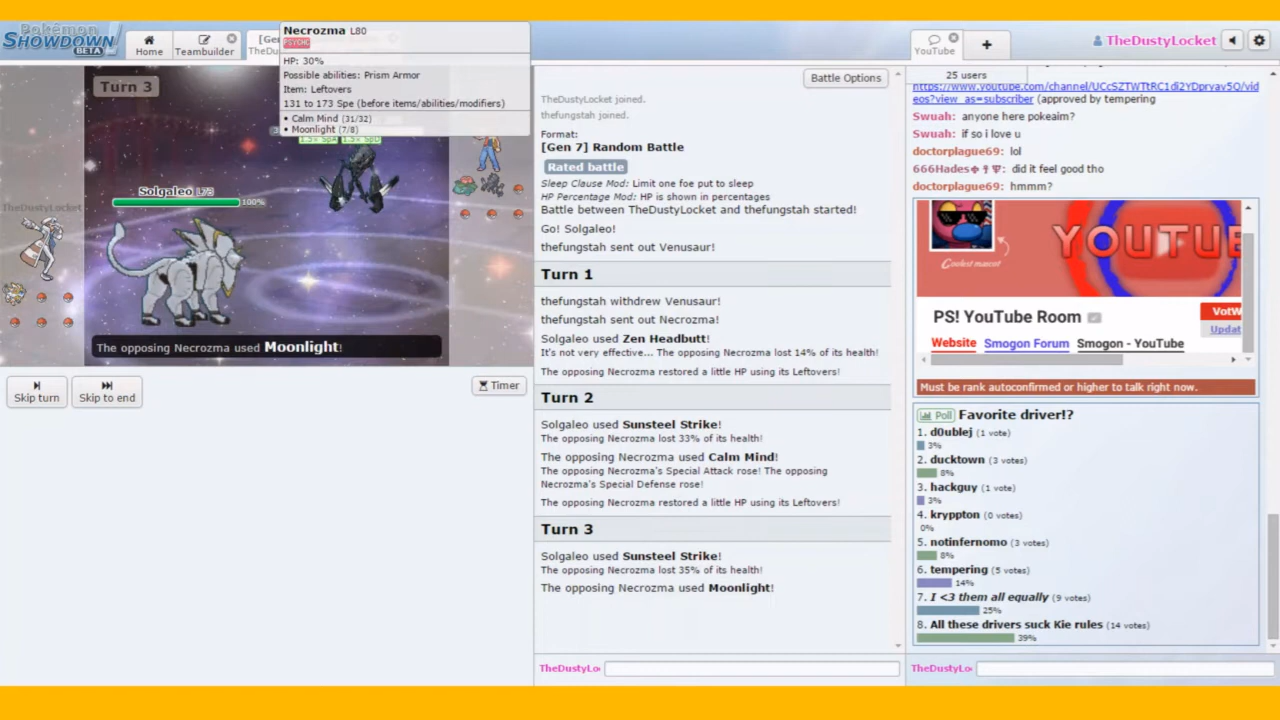 Pokémon
SHOWDOWN
BETA
Home
Teambuilder
[Gen
TheDus
Necrozma L80
PSYCHC
HP: 30%
Possible abilities: Prism Armor
Item: Leftovers
131 to 173 Spe (before items/abilities/modifiers)
• Calm Mind (31/32)
• Moonlight (7/8)
Turn 3
1.5× SpA 1.5× SpD
Solgaleo L73
100%
TheDustyLocket
The opposing Necrozma used Moonlight!
Skip turn
Skip to end
Timer
Battle Options
TheDustyLocket joined.
thefungstah joined.
Format:
[Gen 7] Random Battle
Rated battle
Sleep Clause Mod: Limit one foe put to sleep
HP Percentage Mod: HP is shown in percentages
Battle between TheDustyLocket and thefungstah started!
Go! Solgaleo!
thefungstah sent out Venusaur!
Turn 1
thefungstah withdrew Venusaur!
thefungstah sent out Necrozma!
Solgaleo used Zen Headbutt!
It's not very effective... The opposing Necrozma lost 14% of its health!
The opposing Necrozma restored a little HP using its Leftovers!
Turn 2
Solgaleo used Sunsteel Strike!
The opposing Necrozma lost 33% of its health!
The opposing Necrozma used Calm Mind!
The opposing Necrozma's Special Attack rose! The opposing
Necrozma's Special Defense rose!
The opposing Necrozma restored a little HP using its Leftovers!
Turn 3
Solgaleo used Sunsteel Strike!
The opposing Necrozma lost 35% of its health!
The opposing Necrozma used Moonlight!
TheDustyLo
YouTube
TheDustyLocket
25 users
https://www.youtube.com/channel/UCcSZTWTtRC1di2YDprvav5Q/vid
eos?view_as=subscriber (approved by tempering
Swuah: anyone here pokeaim?
Swuah: if so i love u
doctorplague69: lol
666Hades: did it feel good tho
doctorplague69: hmmm?
Coolest mascot
YOUTUE
PS! YouTube Room
VotW
Updat
Website Smogon Forum Smogon - YouTube
Must be rank autoconfirmed or higher to talk right now.
Poll Favorite driver!?
1. d0ublej (1 vote)
3%
2. ducktown (3 votes)
8%
3. hackguy (1 vote)
3%
4. kryppton (0 votes)
0%
5. notinfernomo (3 votes)
8%
6. tempering (5 votes)
14%
7. I <3 them all equally (9 votes)
25%
8. All these drivers suck Kie rules (14 votes)
39%
TheDustyLo